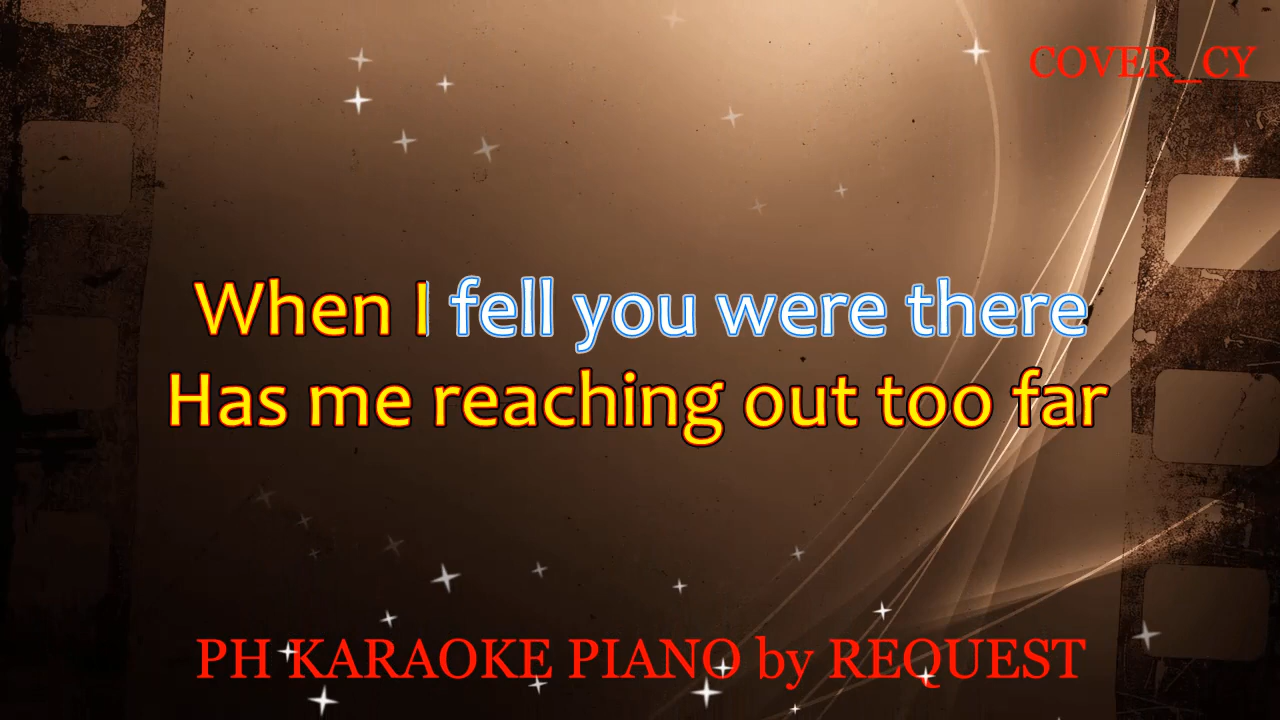 COVER_CY
When I fell you were there
Has me reaching out too far
PH KARAOKE PIANO by REQUEST